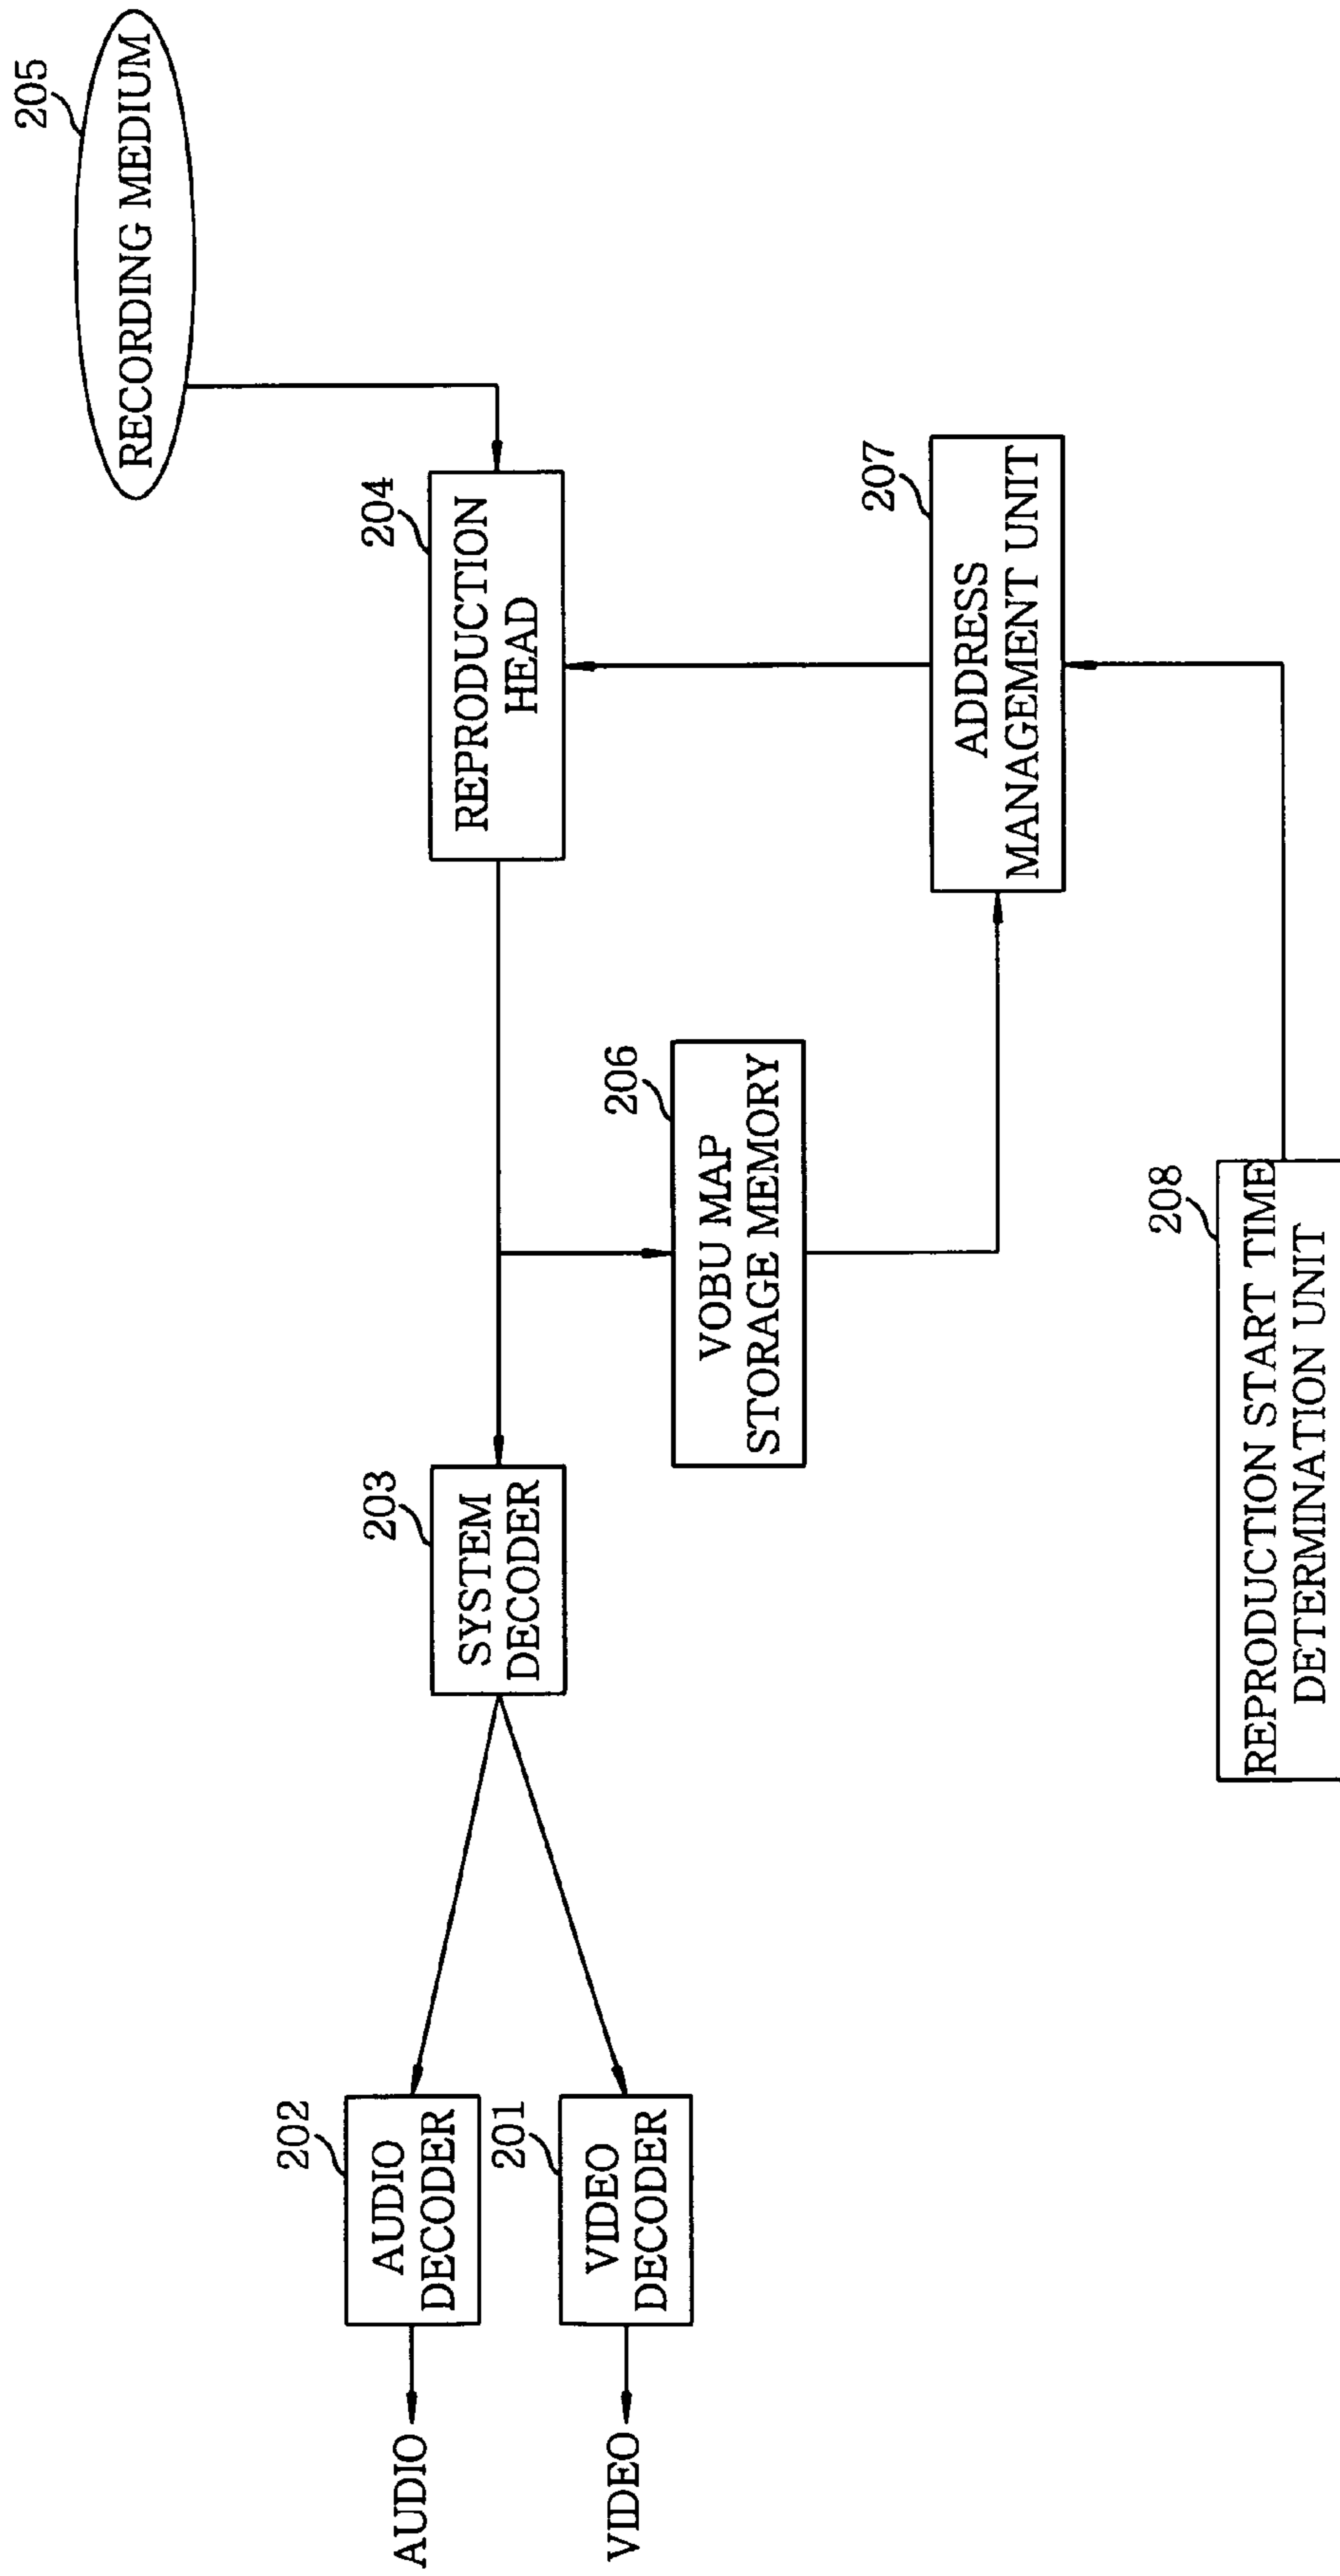 205
RECORDING MEDIUM
204
REPRODUCTION
HEAD
207
ADDRESS
MANAGEMENT UNIT
206
VOBU MAP
STORAGE MEMORY
208
REPRODUCTION START TIME
DETERMINATION UNIT
203
SYSTEM
DECODER
202
AUDIO
DECODER
201
VIDEO
DECODER
AUDIO
VIDEO